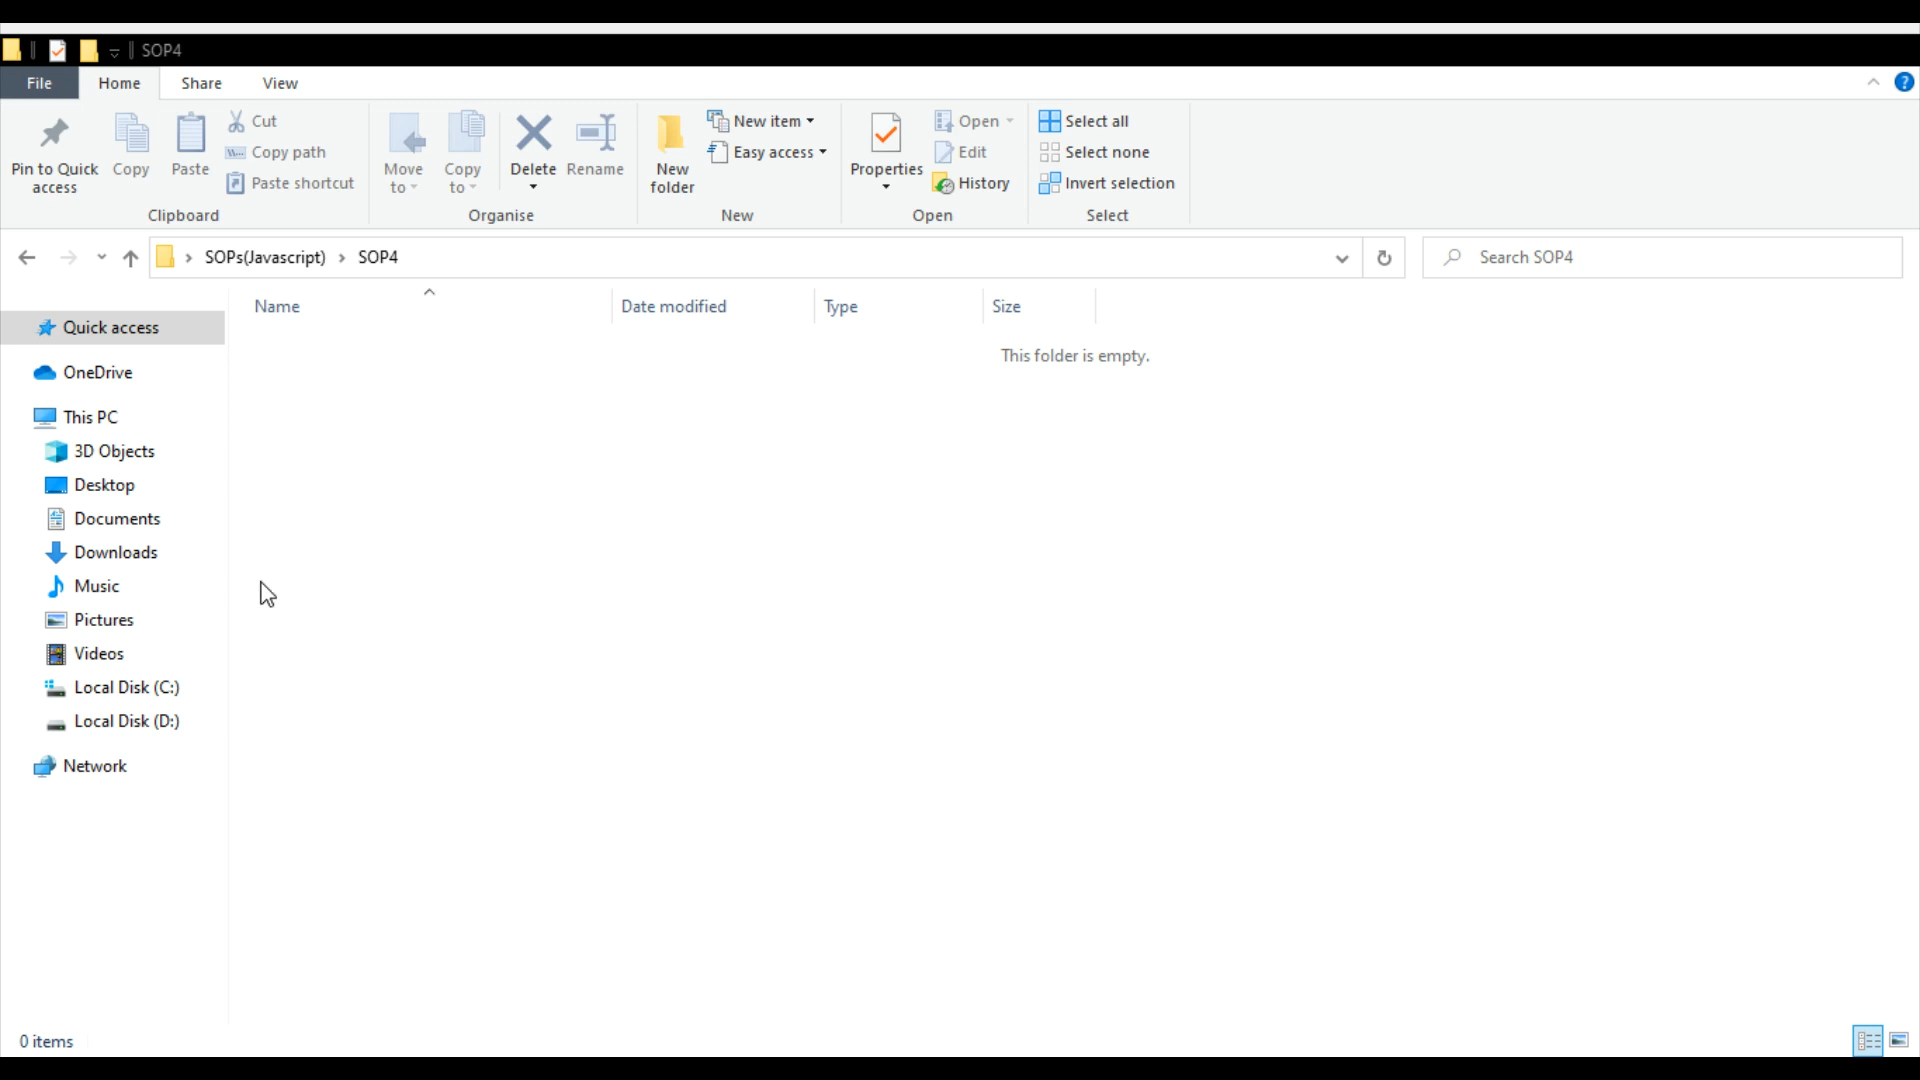 SOP4
File Home Share View
Pin to Quick access
Copy
Paste
Cut
Copy path
Paste shortcut
Clipboard
Move to
Copy to
Delete
Rename
Organise
New folder
New item
Easy access
New
Properties
Open
Edit
History
Open
Select all
Select none
Invert selection
Select
SOPs(Javascript) › SOP4
Search SOP4
Name Date modified Type Size
This folder is empty.
Quick access
OneDrive
This PC
3D Objects
Desktop
Documents
Downloads
Music
Pictures
Videos
Local Disk (C:)
Local Disk (D:)
Network
0 items